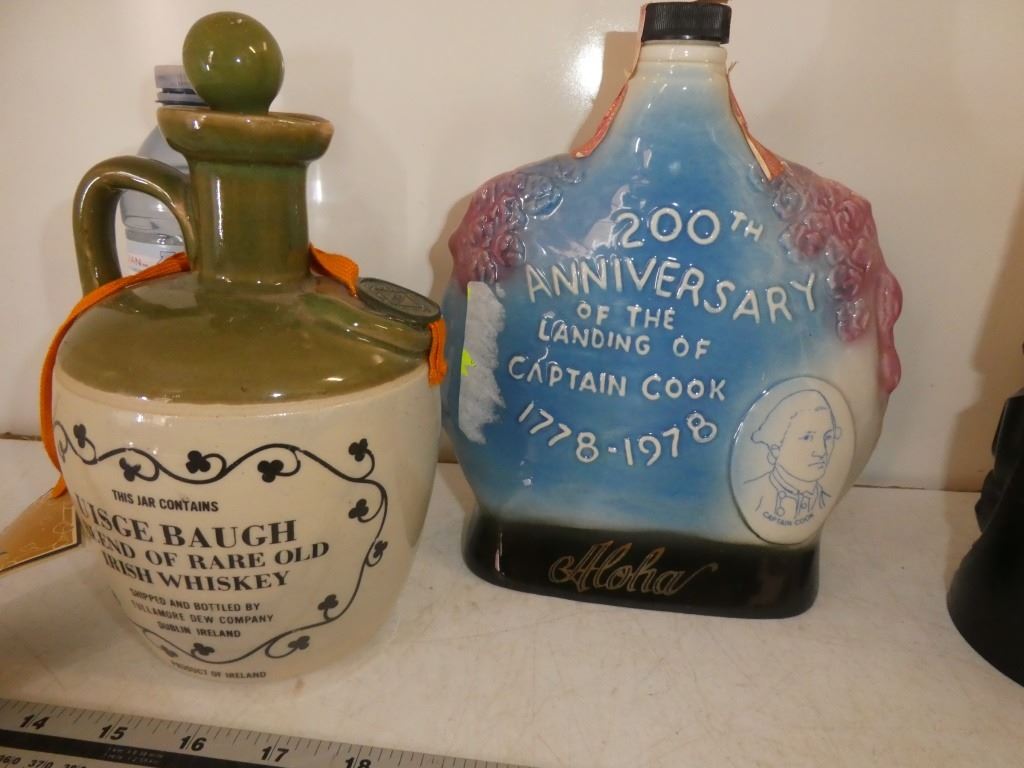 THIS JAR CONTAINS
UISGE BAUGH
OF RARE OLD
IRISH WHISKEY
SHIPPED AND BOTTLED BY
TULLAMORE DEW COMPANY
DUBLIN IRELAND
PRODUCT OF IRELAND
200TH
ANNIVERSARY
OF THE
LANDING OF
CAPTAIN COOK
1778-1978
CAPTAIN COOK
Aloha
14 15 16 17 18